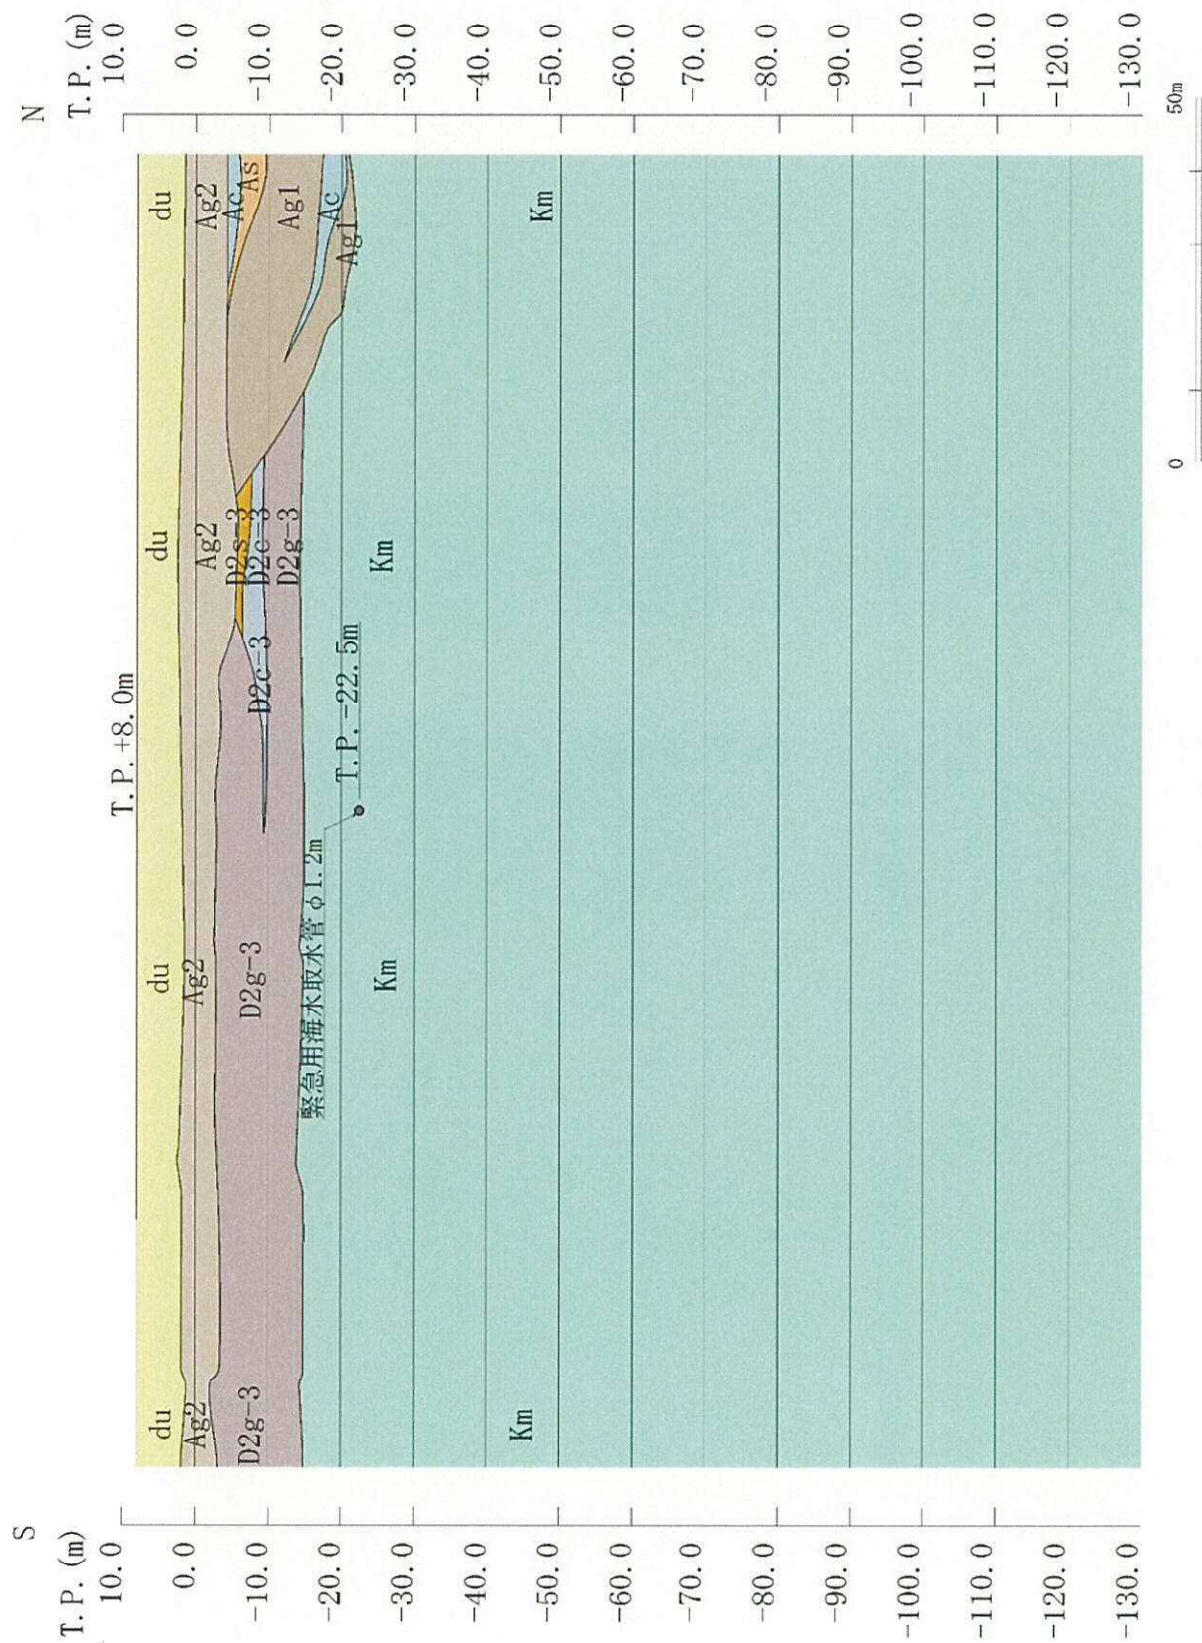 S
N
T.P. (m)
10.0
0.0
-10.0
-20.0
-30.0
-40.0
-50.0
-60.0
-70.0
-80.0
-90.0
-100.0
-110.0
-120.0
-130.0
T.P. (m)
10.0
0.0
-10.0
-20.0
-30.0
-40.0
-50.0
-60.0
-70.0
-80.0
-90.0
-100.0
-110.0
-120.0
-130.0
T.P.+8.0m
du
du
du
du
Ag2
Ag2
Ag2
Ag2
Ac
As
D2s-3
D2c-3
D2c-3
D2g-3
D2g-3
D2g-3
Ag1
Ac
Ag1
緊急用海水取水管φ1.2m
T.P.-22.5m
Km
Km
Km
Km
0
50m